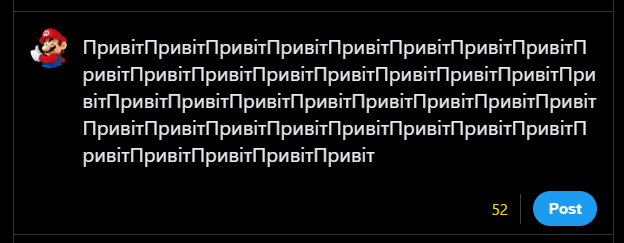 ПривітПривітПривітПривітПривітПривітПривітПривітП
ривітПривітПривітПривітПривітПривітПривітПривітПри
вітПривітПривітПривітПривітПривітПривітПривітПривіт
ПривітПривітПривітПривітПривітПривітПривітПривітП
ривітПривітПривітПривітПривіт
52
Post